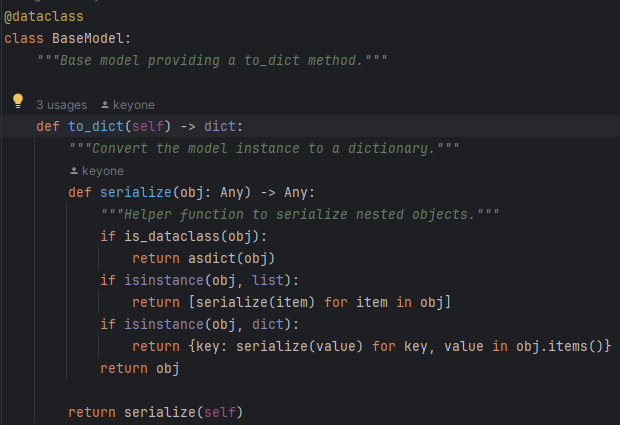 @dataclass
class BaseModel:
    """Base model providing a to_dict method."""
3 usages keyone
    def to_dict(self) -> dict:
        """Convert the model instance to a dictionary."""
keyone
        def serialize(obj: Any) -> Any:
            """Helper function to serialize nested objects."""
            if is_dataclass(obj):
                return asdict(obj)
            if isinstance(obj, list):
                return [serialize(item) for item in obj]
            if isinstance(obj, dict):
                return {key: serialize(value) for key, value in obj.items()}
            return obj
        return serialize(self)